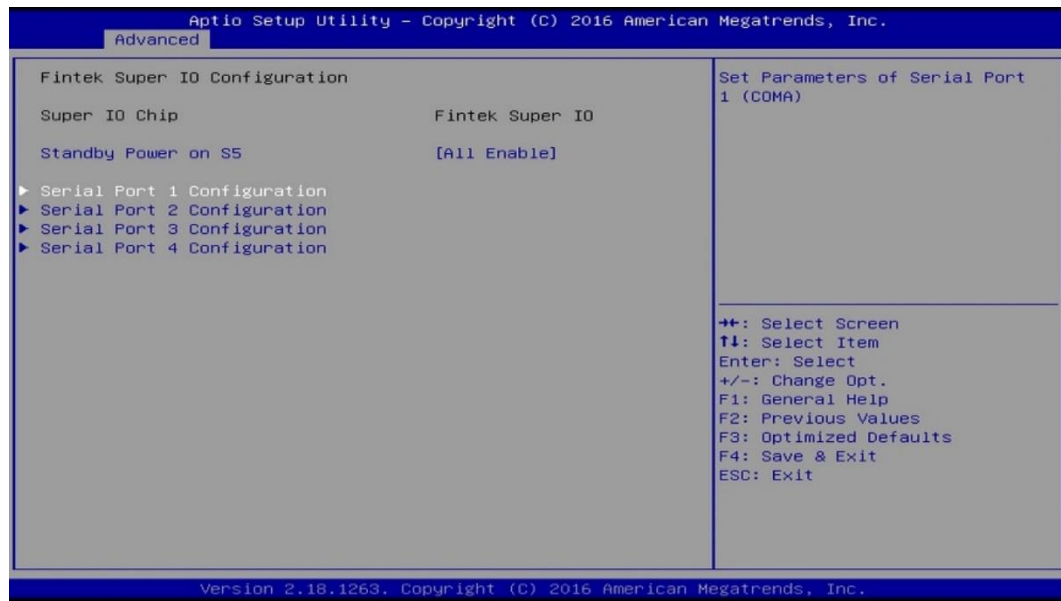 Aptio Setup Utility – Copyright (C) 2016 American Megatrends, Inc.
Advanced
Fintek Super IO Configuration
Super IO Chip Fintek Super IO
Standby Power on S5 [All Enable]
► Serial Port 1 Configuration
► Serial Port 2 Configuration
► Serial Port 3 Configuration
► Serial Port 4 Configuration
Set Parameters of Serial Port
1 (COMA)
→←: Select Screen
↑↓: Select Item
Enter: Select
+/-: Change Opt.
F1: General Help
F2: Previous Values
F3: Optimized Defaults
F4: Save & Exit
ESC: Exit
Version 2.18.1263. Copyright (C) 2016 American Megatrends, Inc.